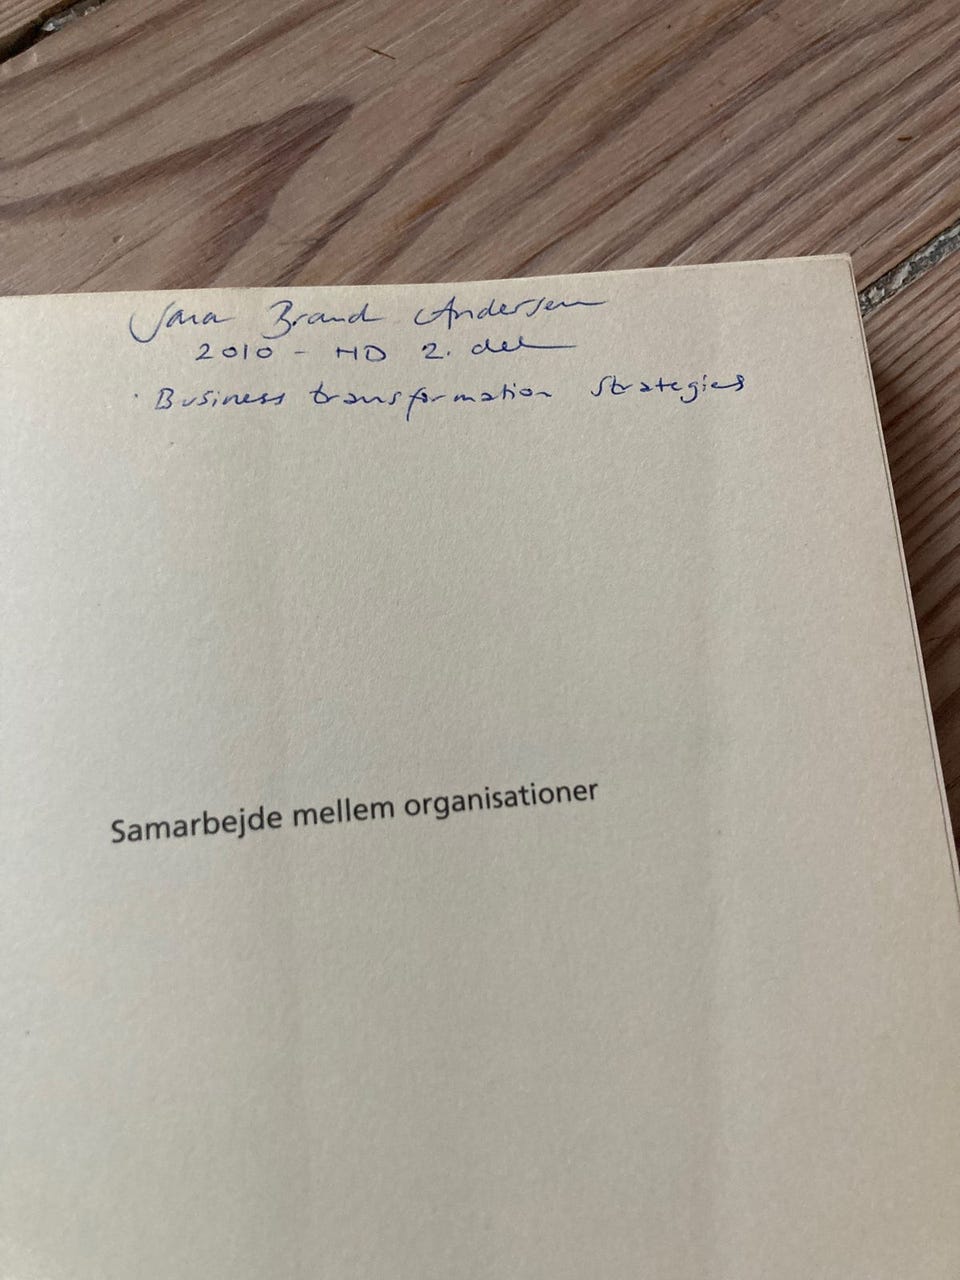 Sara Brand Andersen
2010 - HD 2. del
Business transformation strategies
Samarbejde mellem organisationer